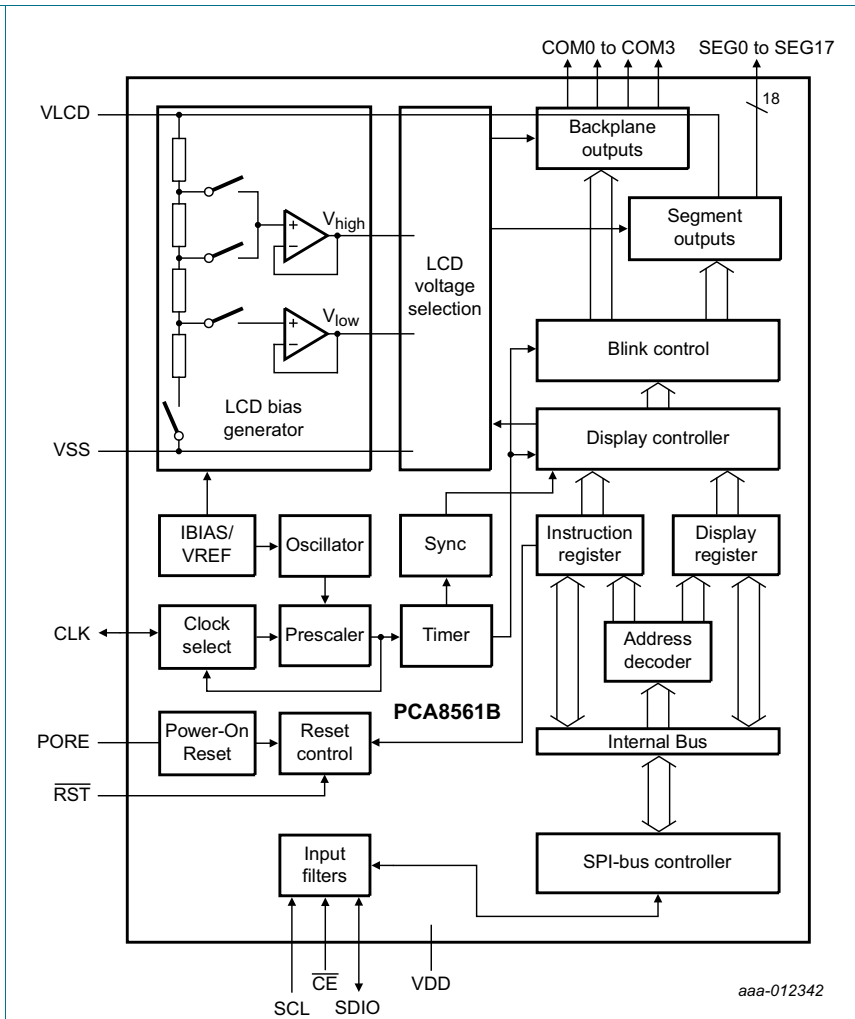 COM0 to COM3
SEG0 to SEG17
18
VLCD
Backplane
outputs
Segment
outputs
Vhigh
LCD
voltage
selection
Vlow
Blink control
LCD bias
generator
Display controller
VSS
IBIAS/
VREF
Oscillator
Sync
Instruction
register
Display
register
CLK
Clock
select
Prescaler
Timer
Address
decoder
PCA8561B
PORE
Power-On
Reset
Reset
control
Internal Bus
RST
Input
filters
SPI-bus controller
SCL
CE
SDIO
VDD
aaa-012342